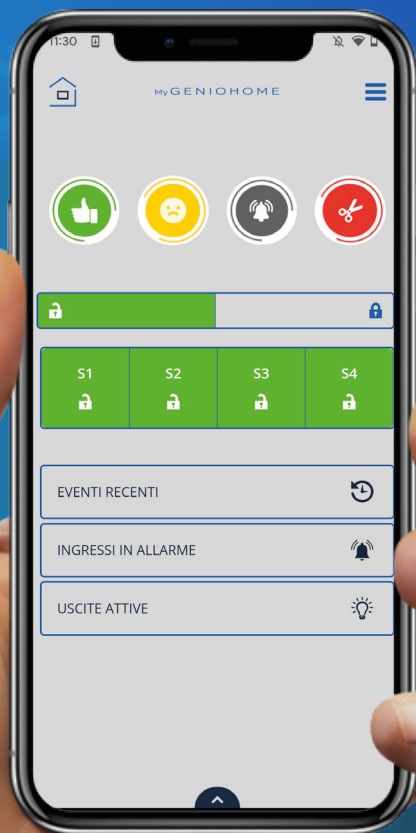 11:30
MyGENIOHOME
S1 S2 S3 S4
EVENTI RECENTI
INGRESSI IN ALLARME
USCITE ATTIVE